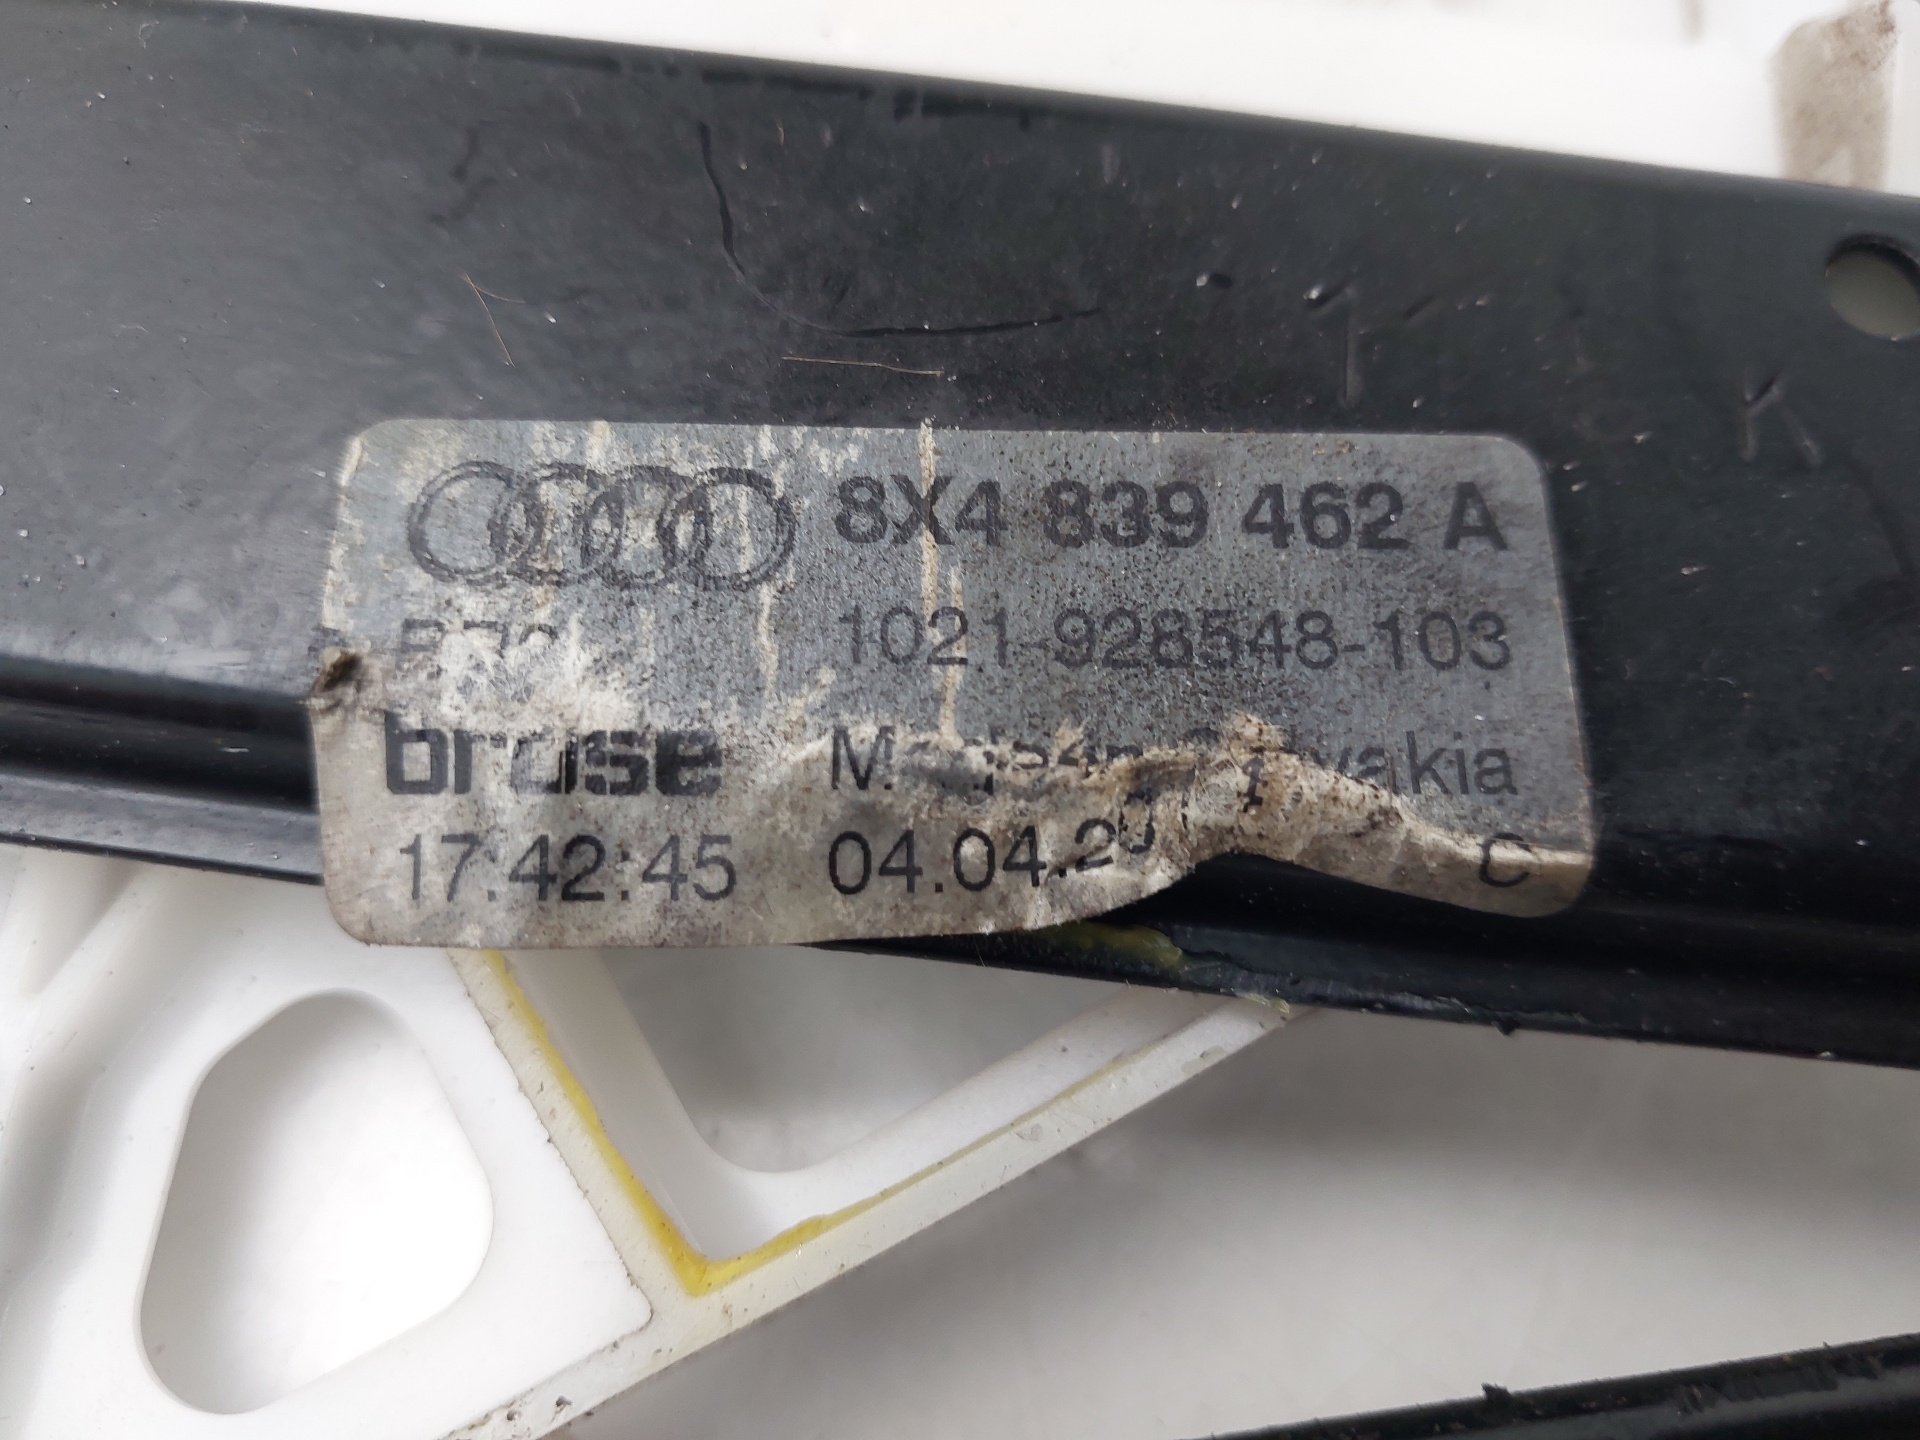 8X4 839 462 A
1021-928548-103
brose
17:42:45 04.04.20 C